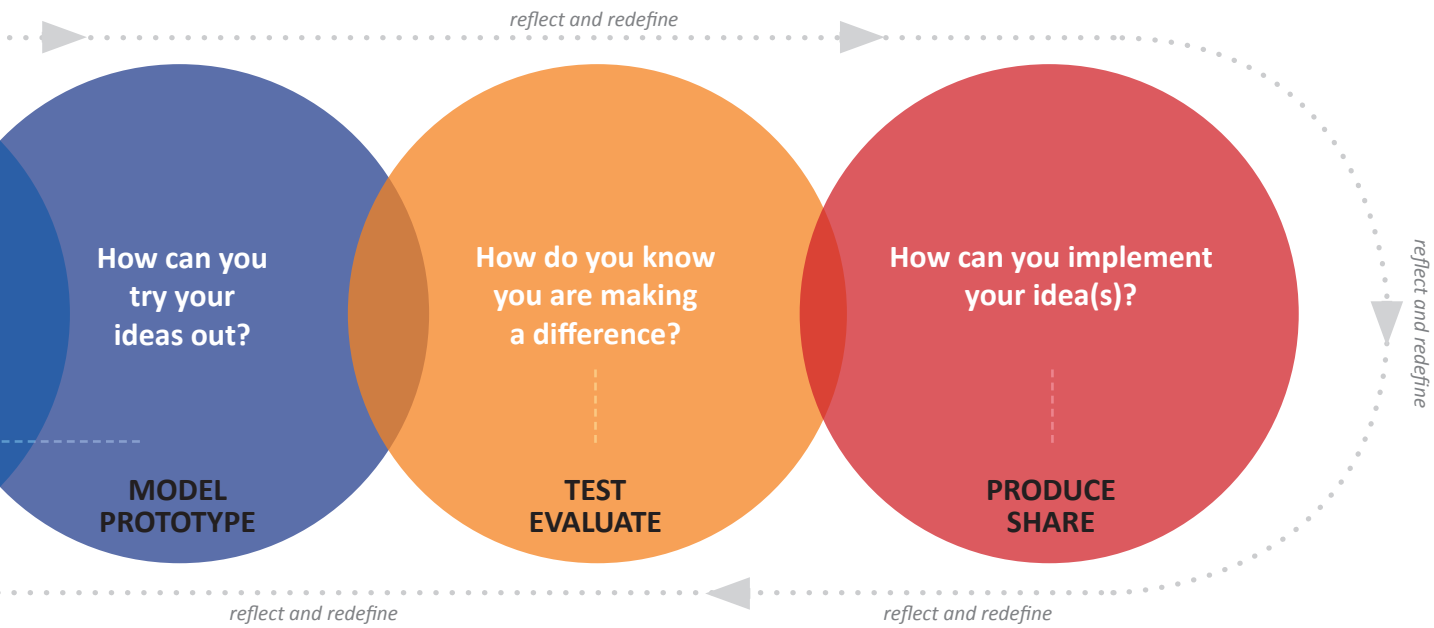 reflect and redefine
How can you
try your
ideas out?
MODEL
PROTOTYPE
How do you know
you are making
a difference?
TEST
EVALUATE
How can you implement
your idea(s)?
PRODUCE
SHARE
reflect and redefine
reflect and redefine
reflect and redefine